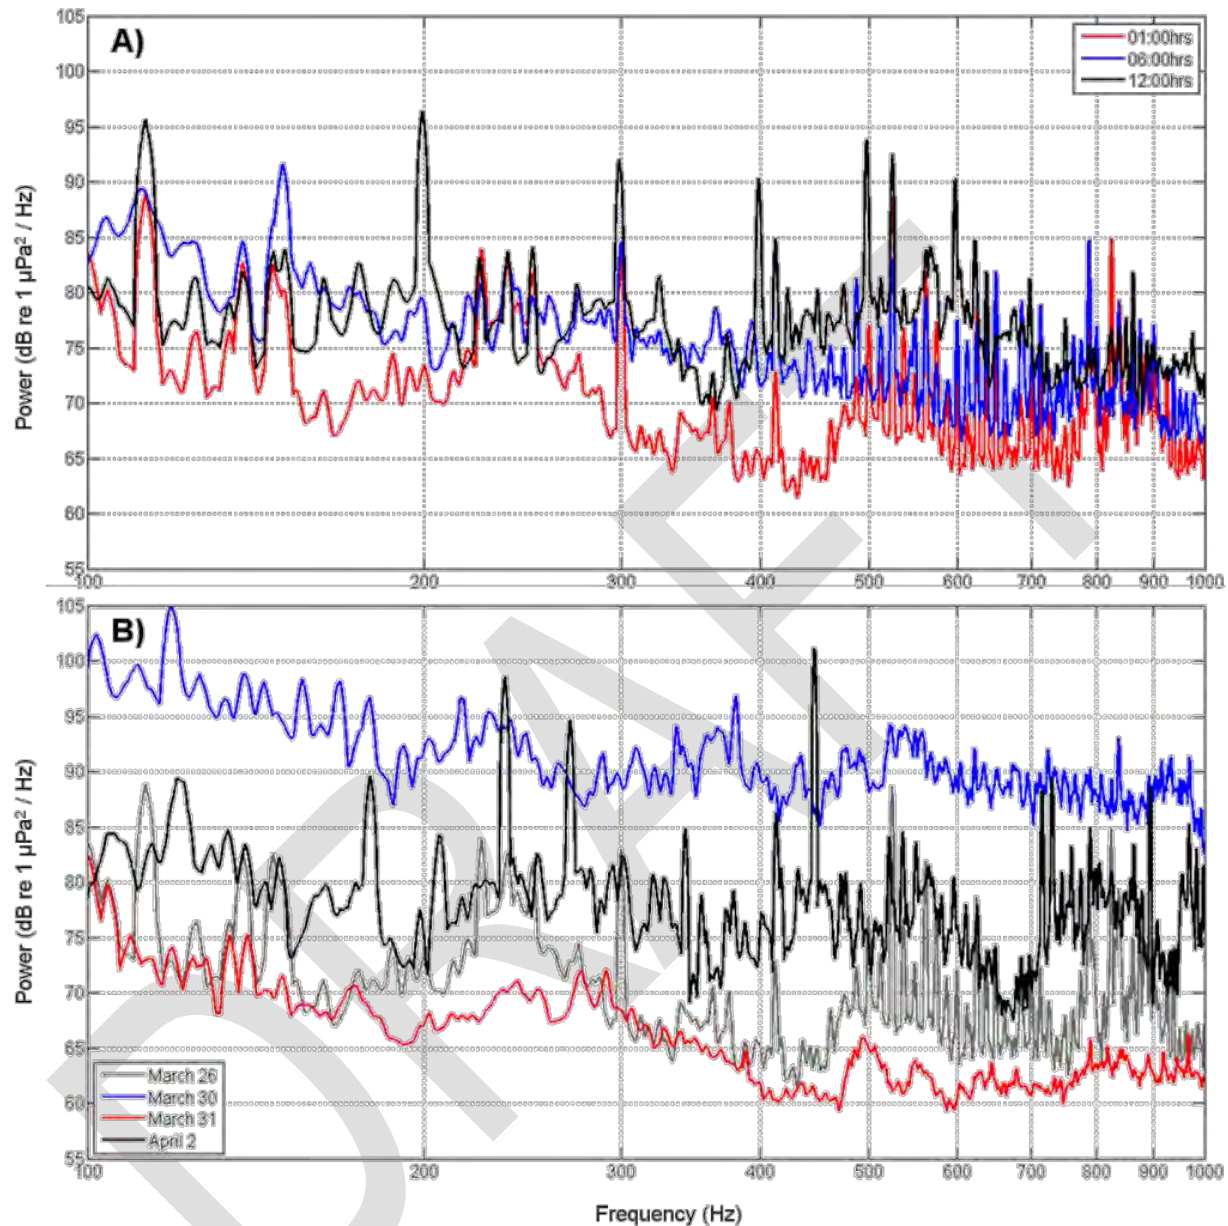 A)
105
100
95
90
85
80
75
70
65
60
55
Power (dB re 1 µPa² / Hz)
01:00hrs
06:00hrs
12:00hrs
100 200 300 400 500 600 700 800 900 1000
B)
105
100
95
90
85
80
75
70
65
60
55
Power (dB re 1 µPa² / Hz)
March 26
March 30
March 31
April 2
100 200 300 400 500 600 700 800 900 1000
Frequency (Hz)
DRAFT